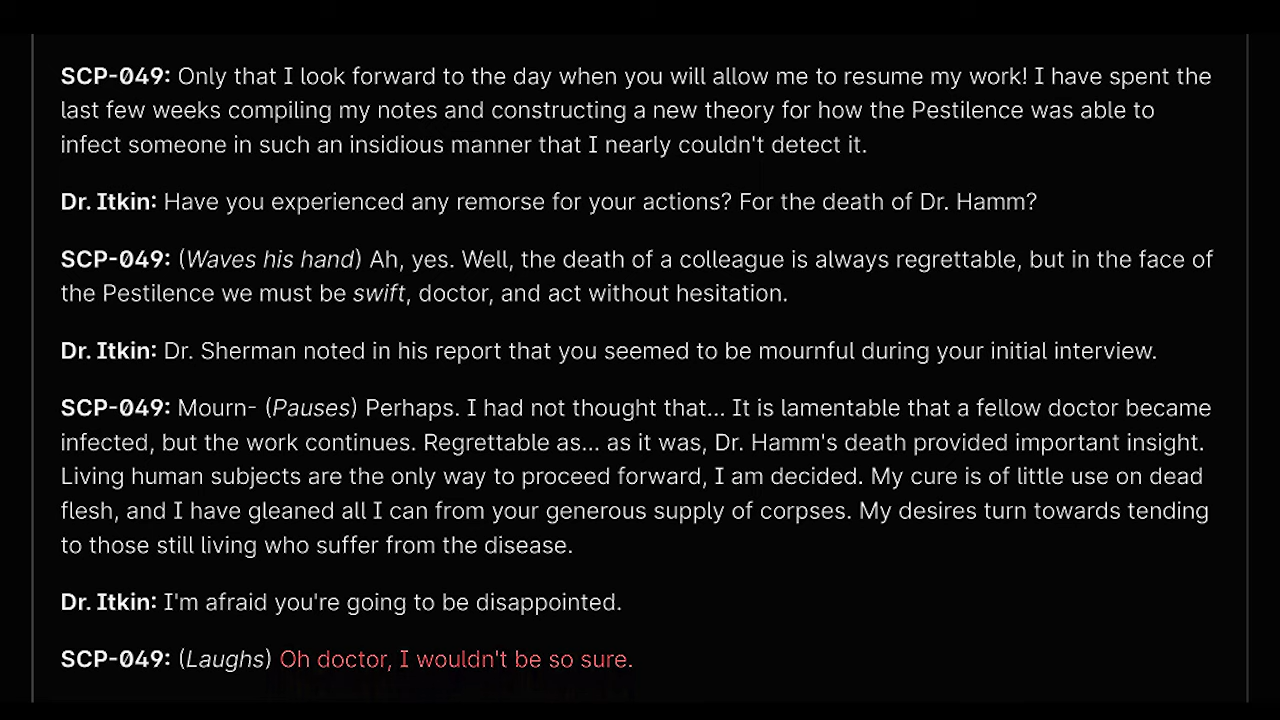 SCP-049: Only that I look forward to the day when you will allow me to resume my work! I have spent the
last few weeks compiling my notes and constructing a new theory for how the Pestilence was able to
infect someone in such an insidious manner that I nearly couldn't detect it.
Dr. Itkin: Have you experienced any remorse for your actions? For the death of Dr. Hamm?
SCP-049: (Waves his hand) Ah, yes. Well, the death of a colleague is always regrettable, but in the face of
the Pestilence we must be swift, doctor, and act without hesitation.
Dr. Itkin: Dr. Sherman noted in his report that you seemed to be mournful during your initial interview.
SCP-049: Mourn- (Pauses) Perhaps. I had not thought that... It is lamentable that a fellow doctor became
infected, but the work continues. Regrettable as... as it was, Dr. Hamm's death provided important insight.
Living human subjects are the only way to proceed forward, I am decided. My cure is of little use on dead
flesh, and I have gleaned all I can from your generous supply of corpses. My desires turn towards tending
to those still living who suffer from the disease.
Dr. Itkin: I'm afraid you're going to be disappointed.
SCP-049: (Laughs) Oh doctor, I wouldn't be so sure.